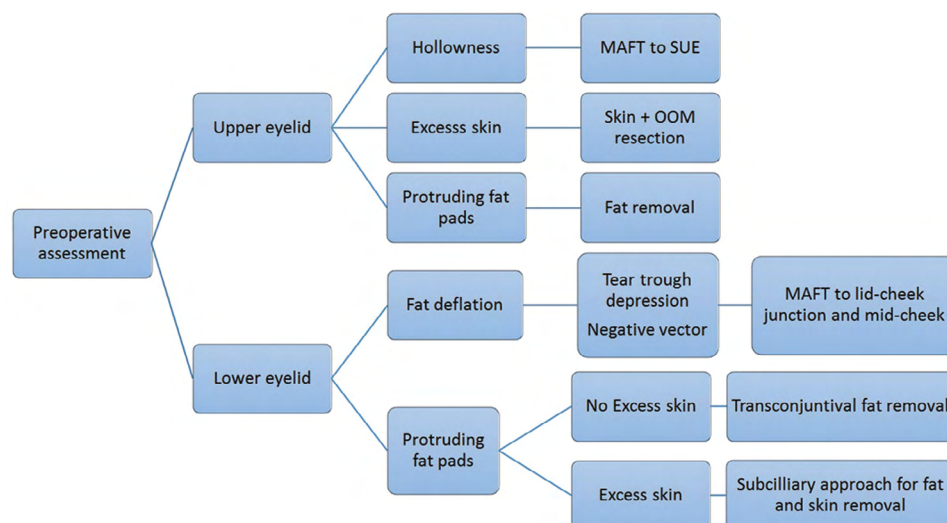 Preoperative
assessment
Upper eyelid
Hollowness
MAFT to SUE
Excesss skin
Skin + OOM
resection
Protruding fat
pads
Fat removal
Lower eyelid
Fat deflation
Tear trough
depression
Negative vector
MAFT to lid-cheek
junction and mid-cheek
Protruding
fat pads
No Excess skin
Transconjuntival fat removal
Excess skin
Subcilliary approach for fat
and skin removal